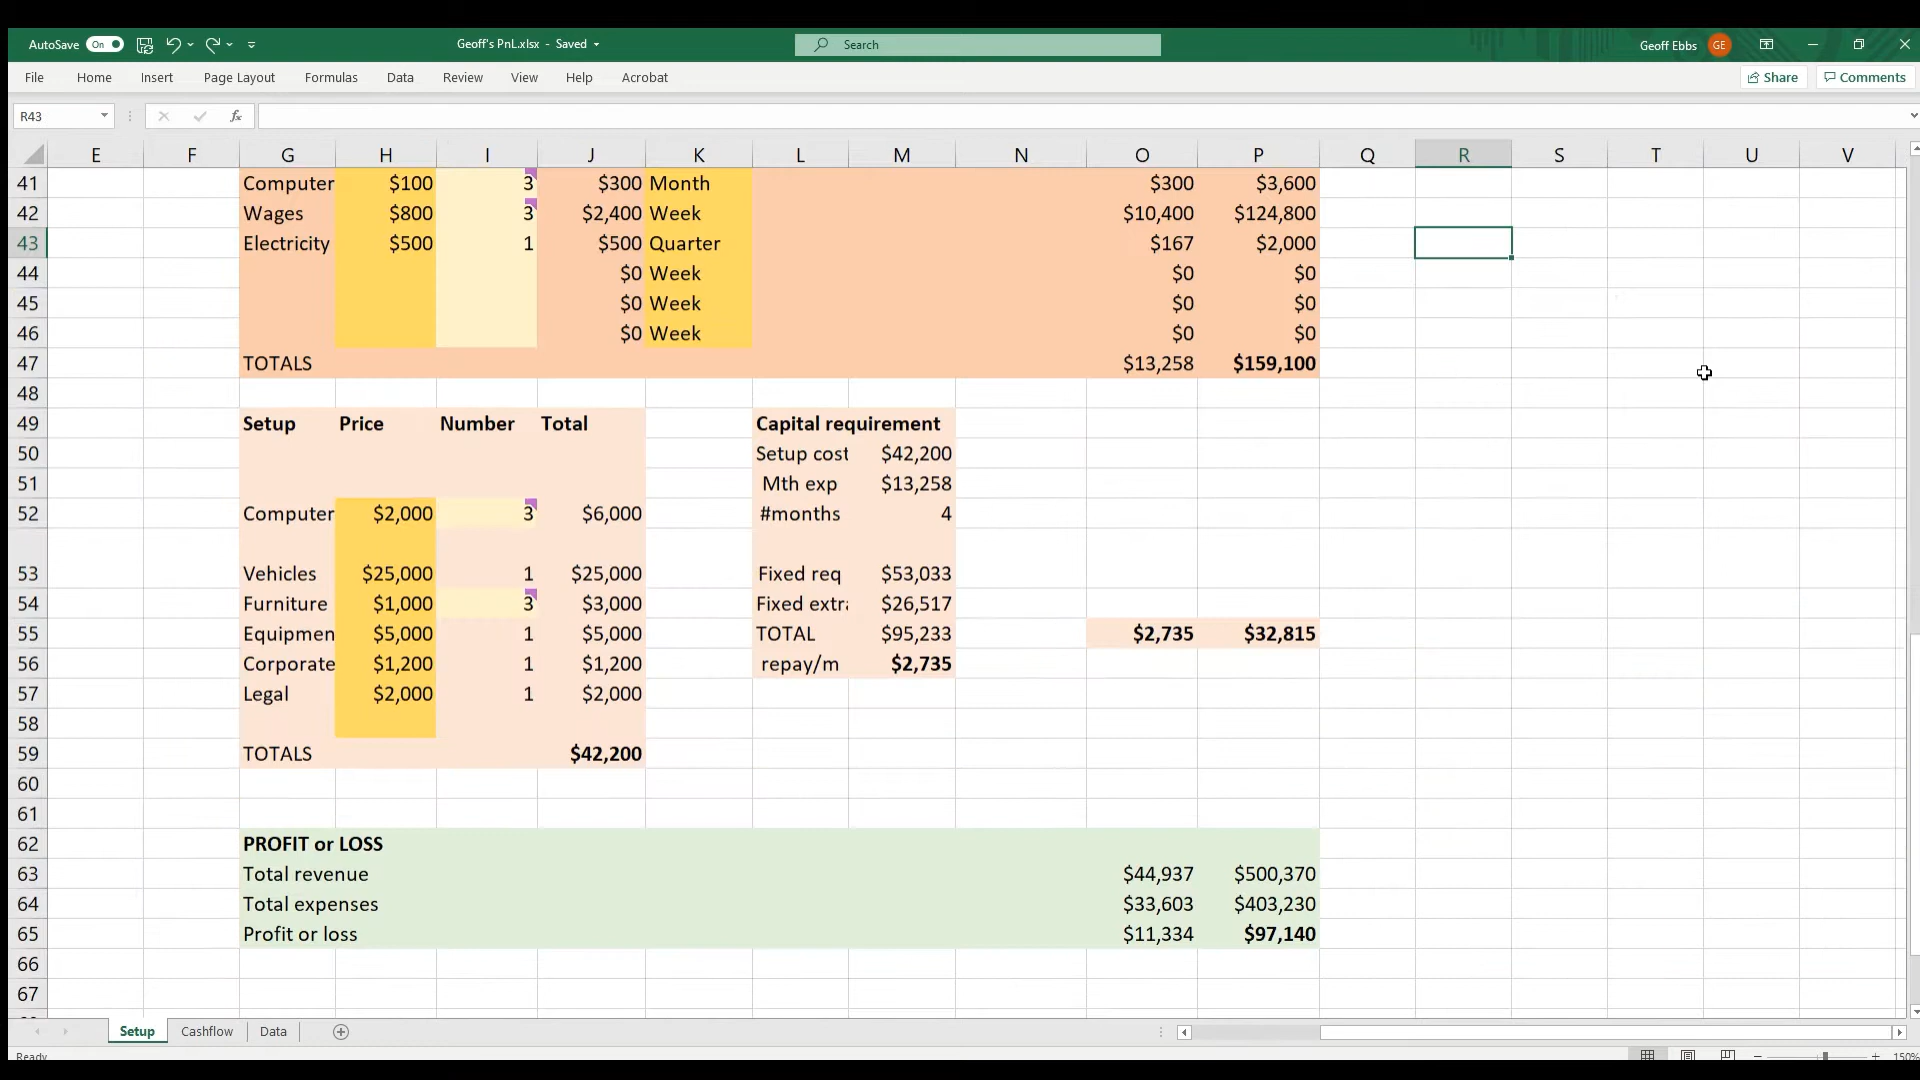 AutoSave On Geoff's PnL.xlsx - Saved Search Geoff Ebbs GE
File Home Insert Page Layout Formulas Data Review View Help Acrobat Share Comments
R43 fx
E F G H I J K L M N O P Q R S T U V
41 Computer $100 3 $300 Month $300 $3,600
42 Wages $800 3 $2,400 Week $10,400 $124,800
43 Electricity $500 1 $500 Quarter $167 $2,000
44 $0 Week $0 $0
45 $0 Week $0 $0
46 $0 Week $0 $0
47 TOTALS $13,258 $159,100
48
49 Setup Price Number Total Capital requirement
50 Setup cost $42,200
51 Mth exp $13,258
52 Computer $2,000 3 $6,000 #months 4
53 Vehicles $25,000 1 $25,000 Fixed req $53,033
54 Furniture $1,000 3 $3,000 Fixed extra $26,517
55 Equipmen $5,000 1 $5,000 TOTAL $95,233 $2,735 $32,815
56 Corporate $1,200 1 $1,200 repay/m $2,735
57 Legal $2,000 1 $2,000
58
59 TOTALS $42,200
60
61
62 PROFIT or LOSS
63 Total revenue $44,937 $500,370
64 Total expenses $33,603 $403,230
65 Profit or loss $11,334 $97,140
66
67
Setup Cashflow Data
Ready 150%